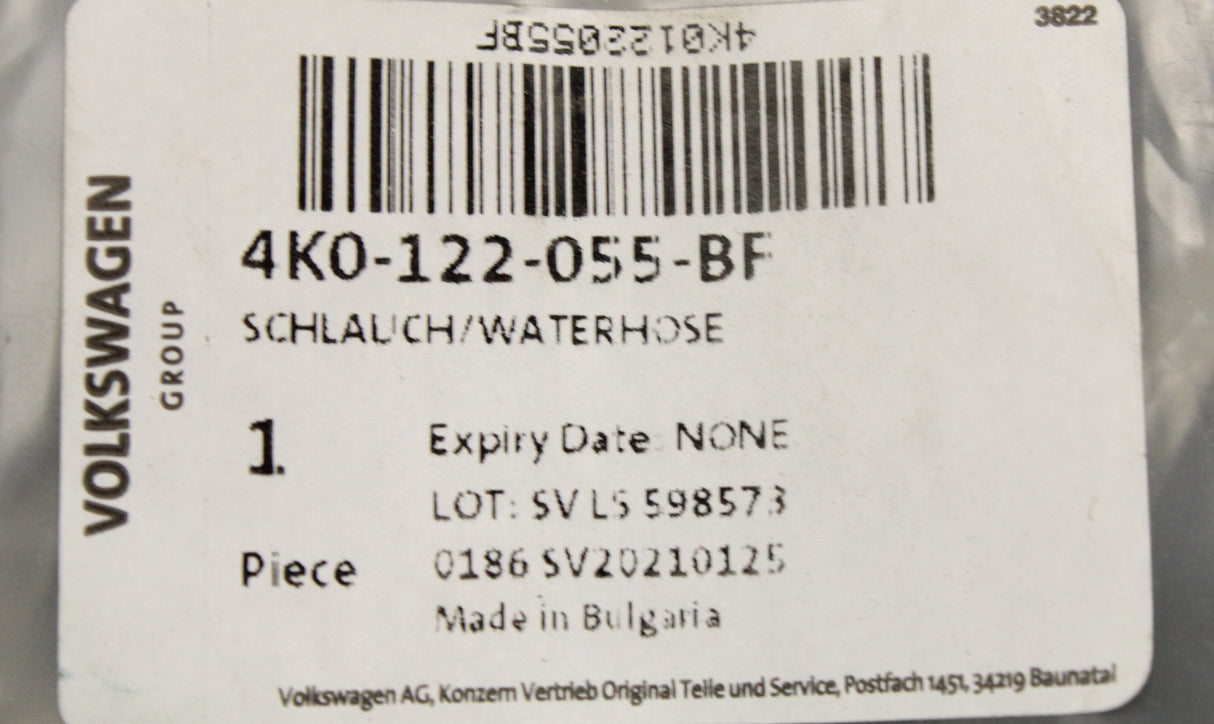 3822
4K0122055BF
4K0-122-055-BF
SCHLAUCH/WATERHOSE
1
Piece
Expiry Date: NONE
LOT: SV LS 598573
0186 SV20210125
Made in Bulgaria
VOLKSWAGEN
GROUP
Volkswagen AG, Konzern Vertrieb Original Teile und Service, Postfach 1451, 34219 Baunatal